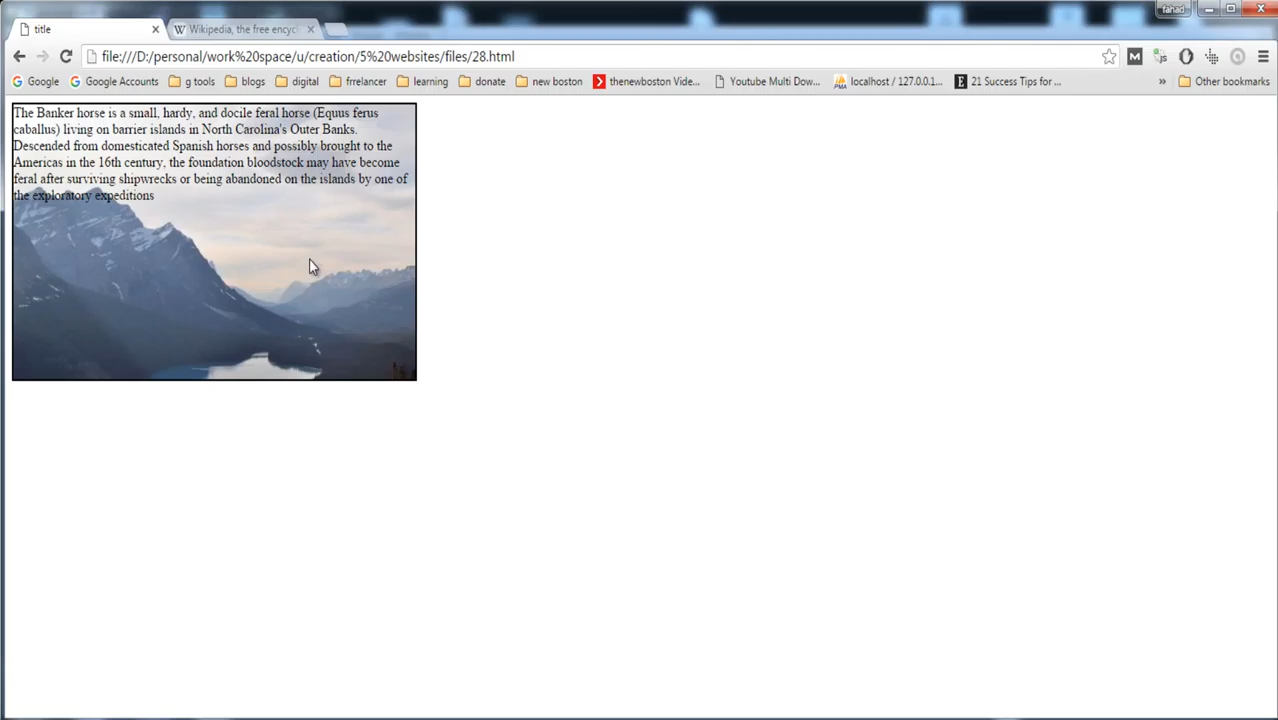 fahad
title
Wikipedia, the free encycl
file:///D:/personal/work%20space/u/creation/5%20websites/files/28.html
M
js
Google
Google Accounts
g tools
blogs
digital
frrelancer
learning
donate
new boston
thenewboston Vide...
Youtube Multi Dow...
PMA
localhost / 127.0.0.1...
E
21 Success Tips for ...
»
Other bookmarks
The Banker horse is a small, hardy, and docile feral horse (Equus ferus
caballus) living on barrier islands in North Carolina's Outer Banks.
Descended from domesticated Spanish horses and possibly brought to the
Americas in the 16th century, the foundation bloodstock may have become
feral after surviving shipwrecks or being abandoned on the islands by one of
the exploratory expeditions